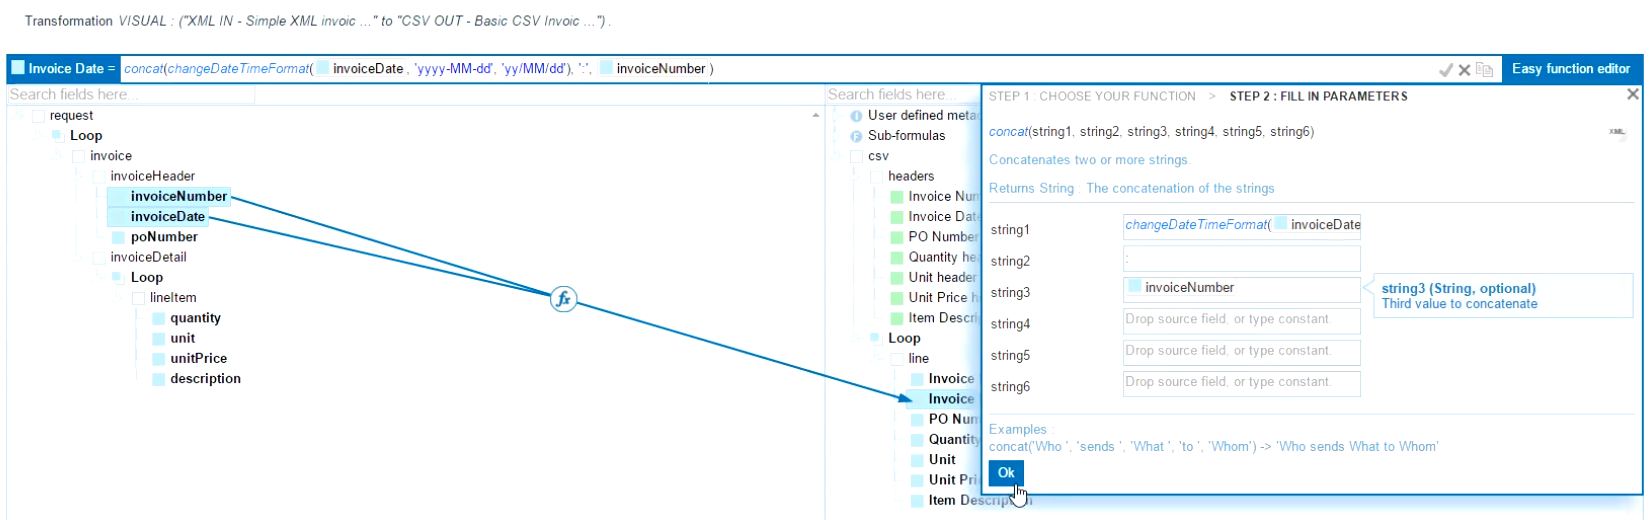 Transformation VISUAL : ("XML IN - Simple XML invoic ..." to "CSV OUT - Basic CSV Invoic ...") .
Invoice Date = concat(changeDateTimeFormat( invoiceDate , 'yyyy-MM-dd', 'yy/MM/dd'), ':', invoiceNumber )
Easy function editor
Search fields here...
request
Loop
invoice
invoiceHeader
invoiceNumber
invoiceDate
poNumber
invoiceDetail
Loop
lineItem
quantity
unit
unitPrice
description
fx
Search fields here...
User defined meta
Sub-formulas
csv
headers
Invoice Num
Invoice Date
PO Number
Quantity hea
Unit header
Unit Price h
Item Descri
Loop
line
Invoice
Invoice
PO Num
Quantity
Unit
Unit Pri
Item Description
STEP 1 : CHOOSE YOUR FUNCTION > STEP 2 : FILL IN PARAMETERS
concat(string1, string2, string3, string4, string5, string6)
XML
Concatenates two or more strings.
Returns String : The concatenation of the strings
string1 changeDateTimeFormat( invoiceDate
string2 :
string3 invoiceNumber
string3 (String, optional)
Third value to concatenate
string4 Drop source field, or type constant.
string5 Drop source field, or type constant.
string6 Drop source field, or type constant.
Examples :
concat('Who ', 'sends ', 'What ', 'to ', 'Whom') -> 'Who sends What to Whom'
Ok